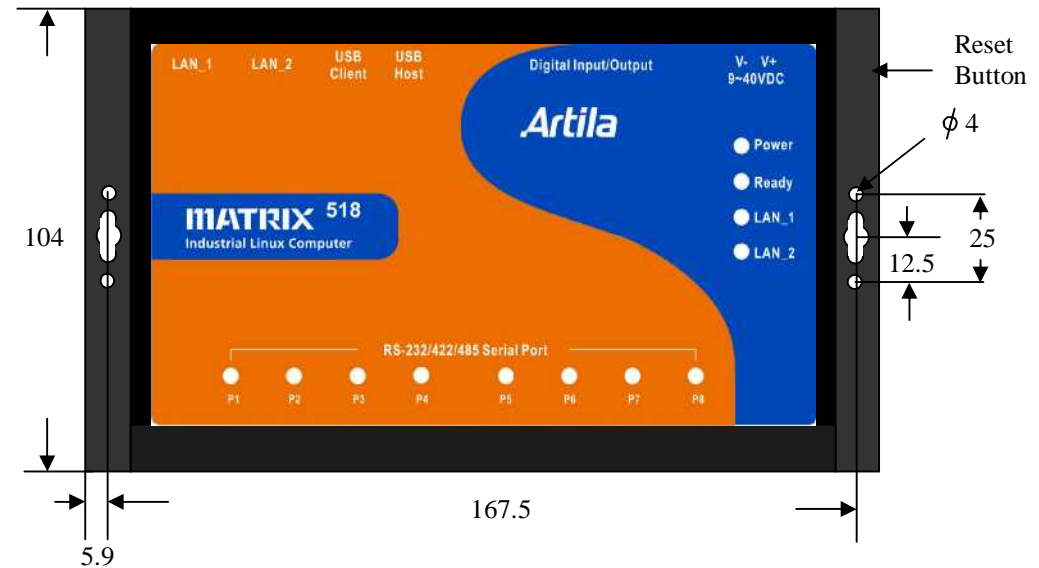 LAN_1
LAN_2
USB
Client
USB
Host
Digital Input/Output
V- V+
9~40VDC
Reset
Button
Artila
ϕ 4
Power
Ready
LAN_1
LAN_2
MATRIX 518
Industrial Linux Computer
104
25
12.5
RS-232/422/485 Serial Port
P1
P2
P3
P4
P5
P6
P7
P8
167.5
5.9